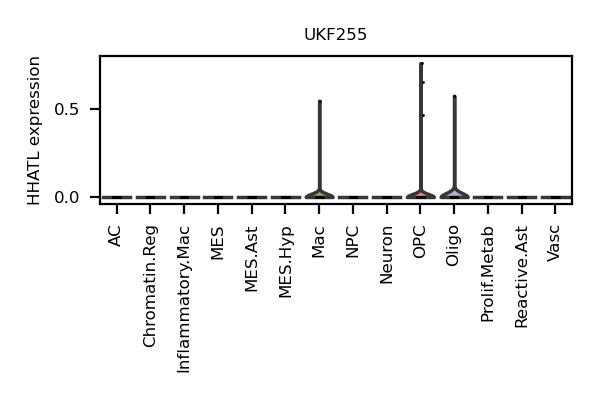 UKF255
HHATL expression
0.5
0.0
AC
Chromatin.Reg
Inflammatory.Mac
MES
MES.Ast
MES.Hyp
Mac
NPC
Neuron
OPC
Oligo
Prolif.Metab
Reactive.Ast
Vasc